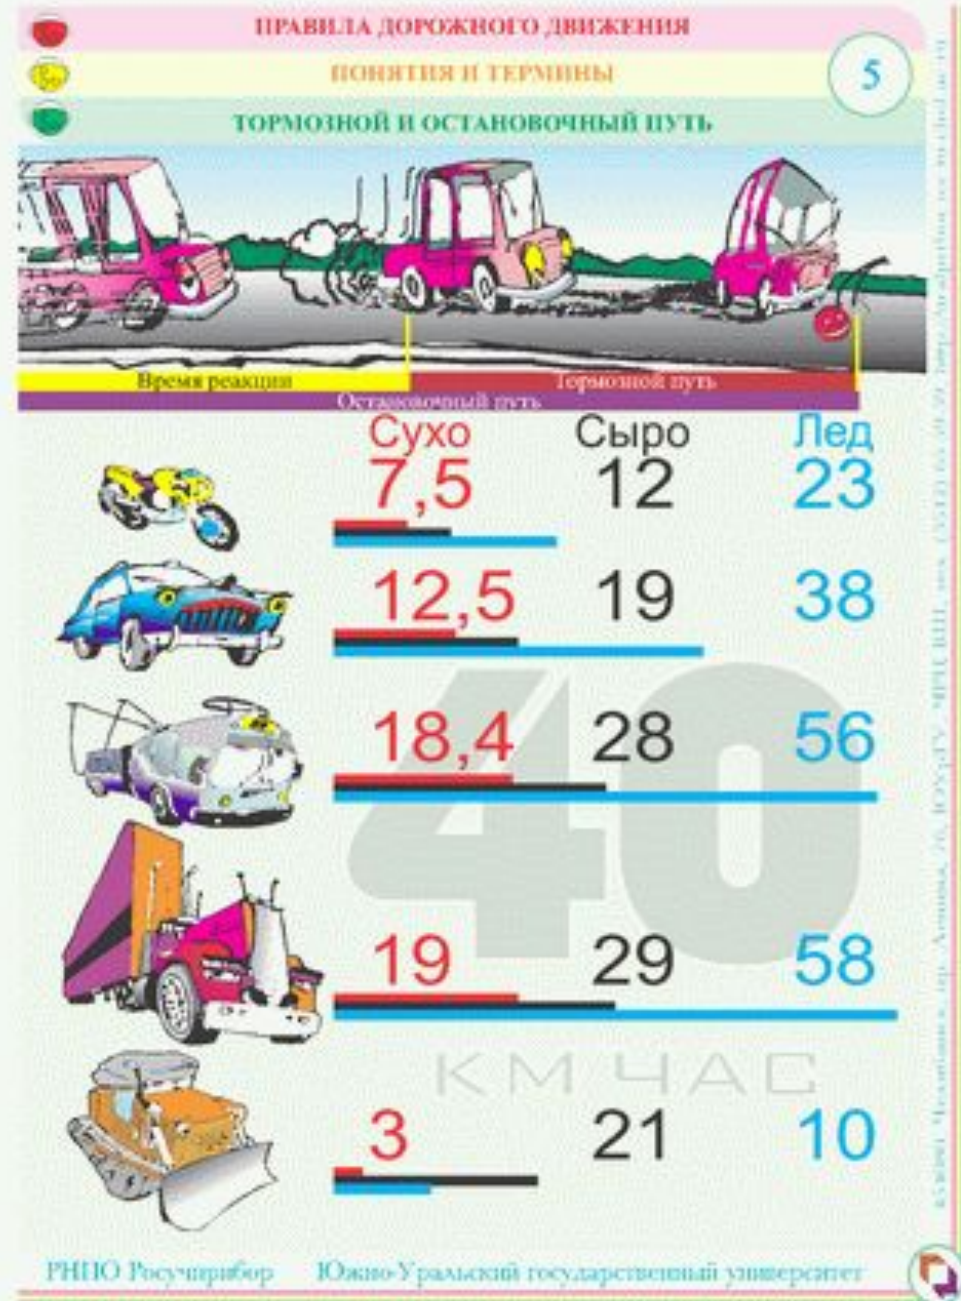 ПРАВИЛА ДОРОЖНОГО ДВИЖЕНИЯ
ПОНЯТИЯ И ТЕРМИНЫ
5
ТОРМОЗНОЙ И ОСТАНОВОЧНЫЙ ПУТЬ
Время реакции
Тормозной путь
Остановочный путь
Сухо Сыро Лед
7,5 12 23
12,5 19 38
18,4 28 56
40
19 29 58
КМ ЧАС
3 21 10
РНПО Росучприбор Южно-Уральский государственный университет